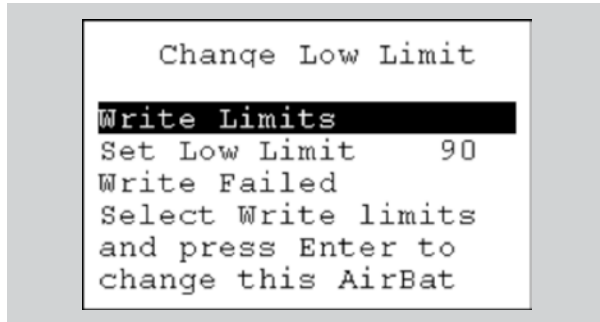 Change Low Limit
Write Limits
Set Low Limit 90
Write Failed
Select Write limits
and press Enter to
change this AirBat